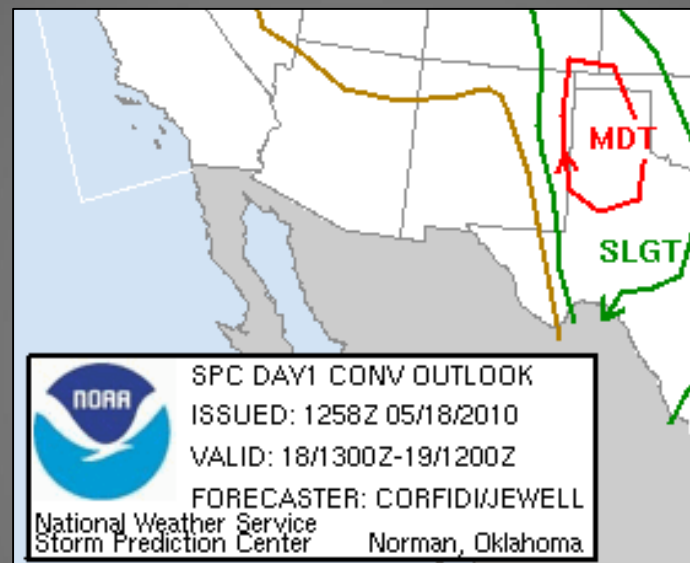 MDT
SLGT
NOAA
SPC DAY1 CONV OUTLOOK
ISSUED: 1258Z 05/18/2010
VALID: 18/1300Z-19/1200Z
FORECASTER: CORFIDI/JEWELL
National Weather Service
Storm Prediction Center Norman, Oklahoma